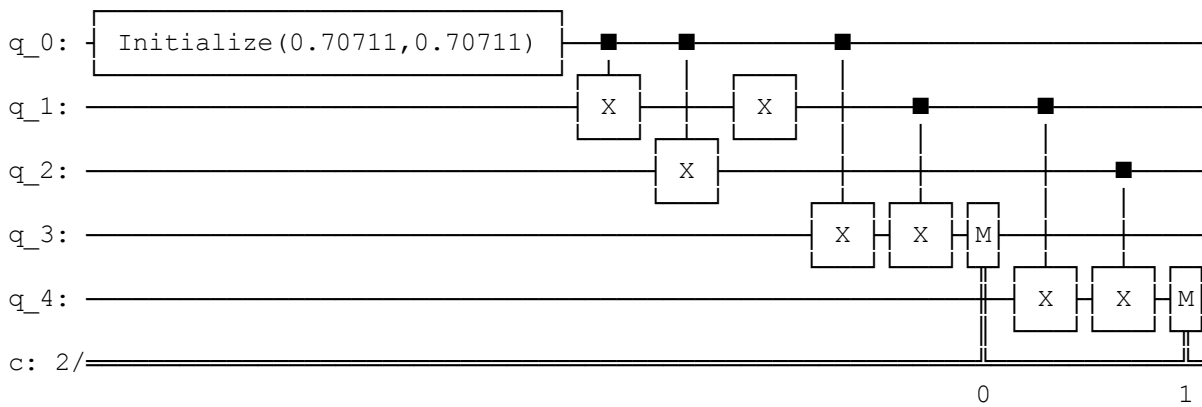 q_0: Initialize(0.70711,0.70711)
q_1: X X
q_2: X
q_3: X X M
q_4: X X M
c: 2/
0 1